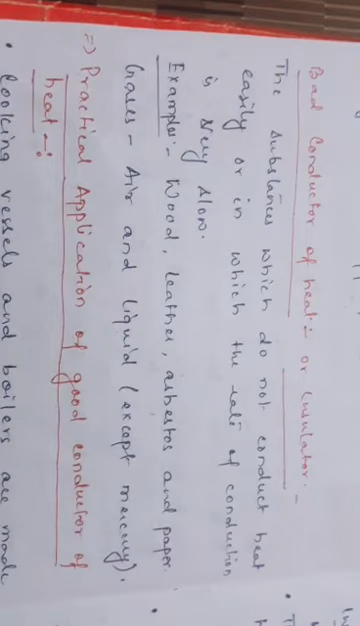 Bad Conductor of heat :- or Insulator. -
The substances which do not conduct heat
easily or in which the rate of conduction
is very slow.
Examples :- Wood, leather, asbestos and paper.
Gases - Air and liquid (except mercury).
=> Practical Application of good conductor of
heat -:
• Cooking vessels and boilers are made